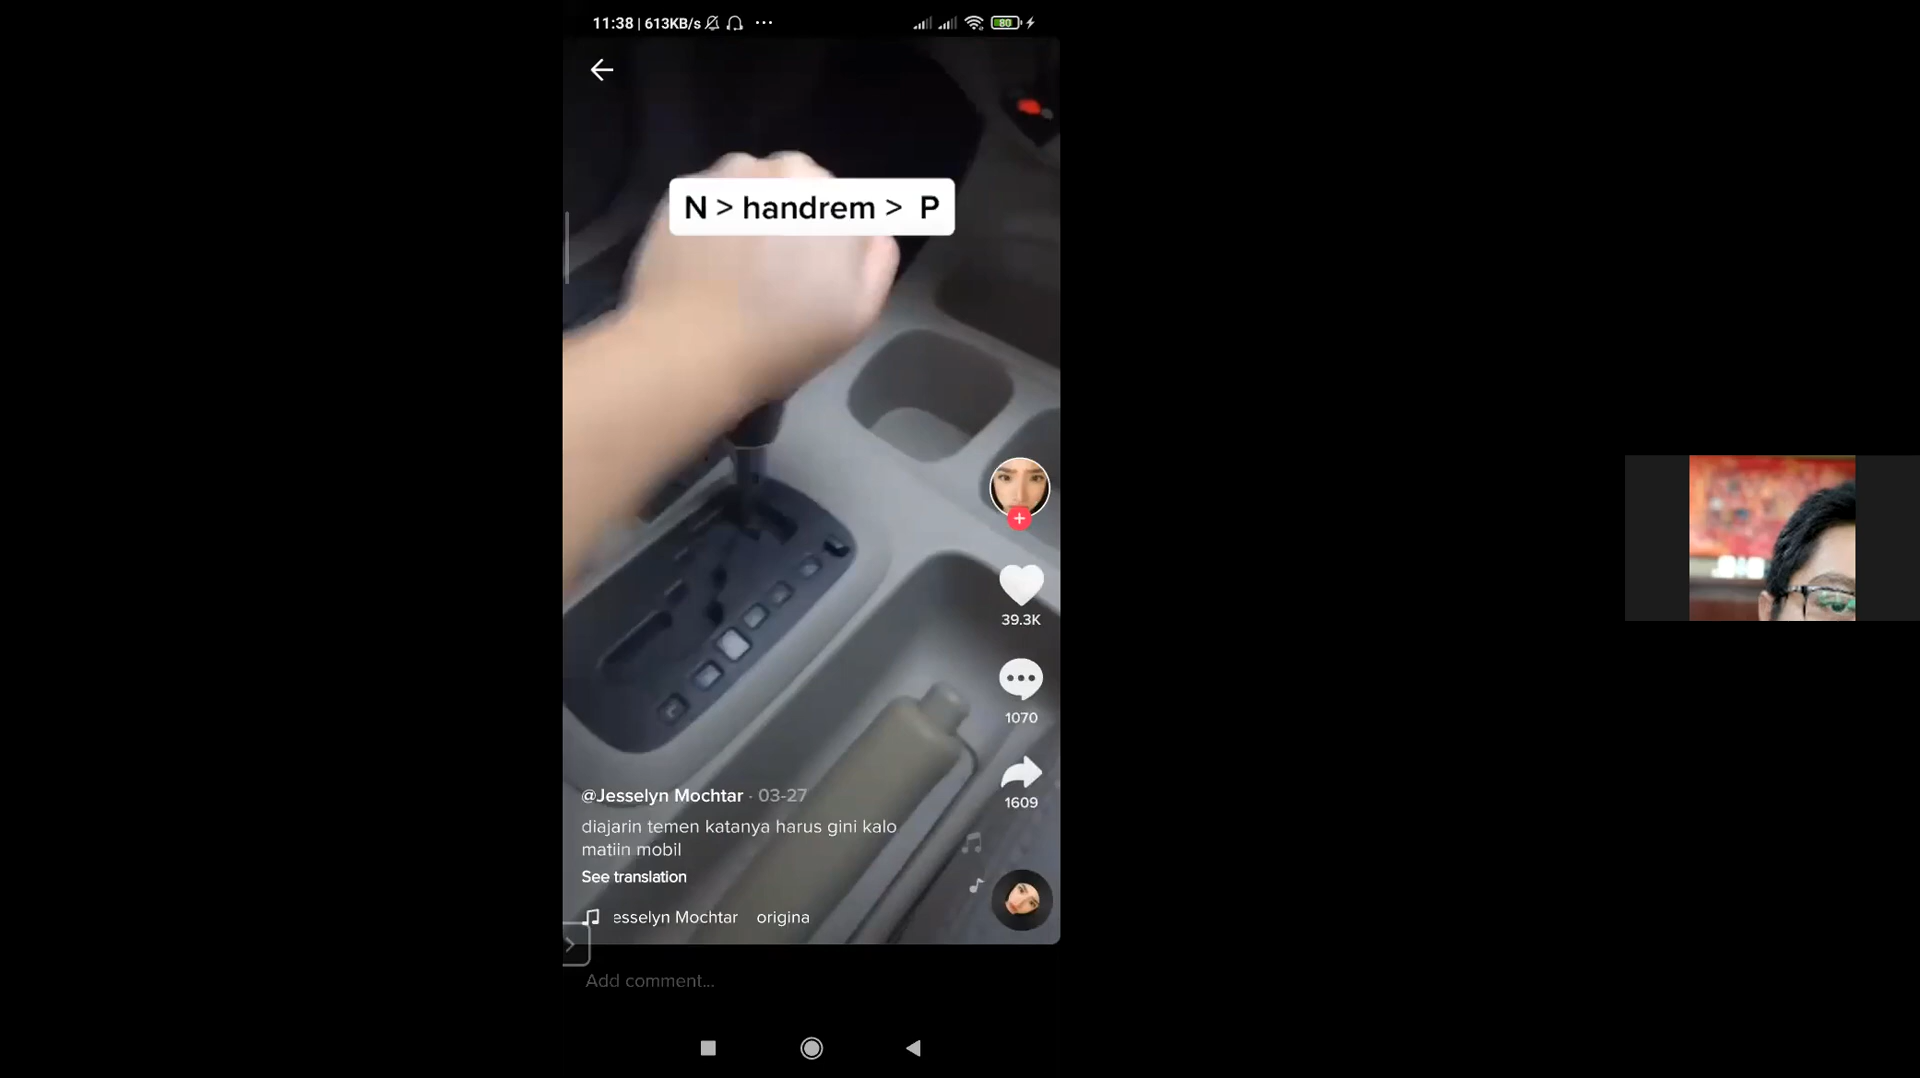 11:38 | 613KB/s
80
N > handrem > P
39.3K
1070
1609
@Jesselyn Mochtar · 03-27
diajarin temen katanya harus gini kalo
matiin mobil
See translation
esselyn Mochtar origina
Add comment...